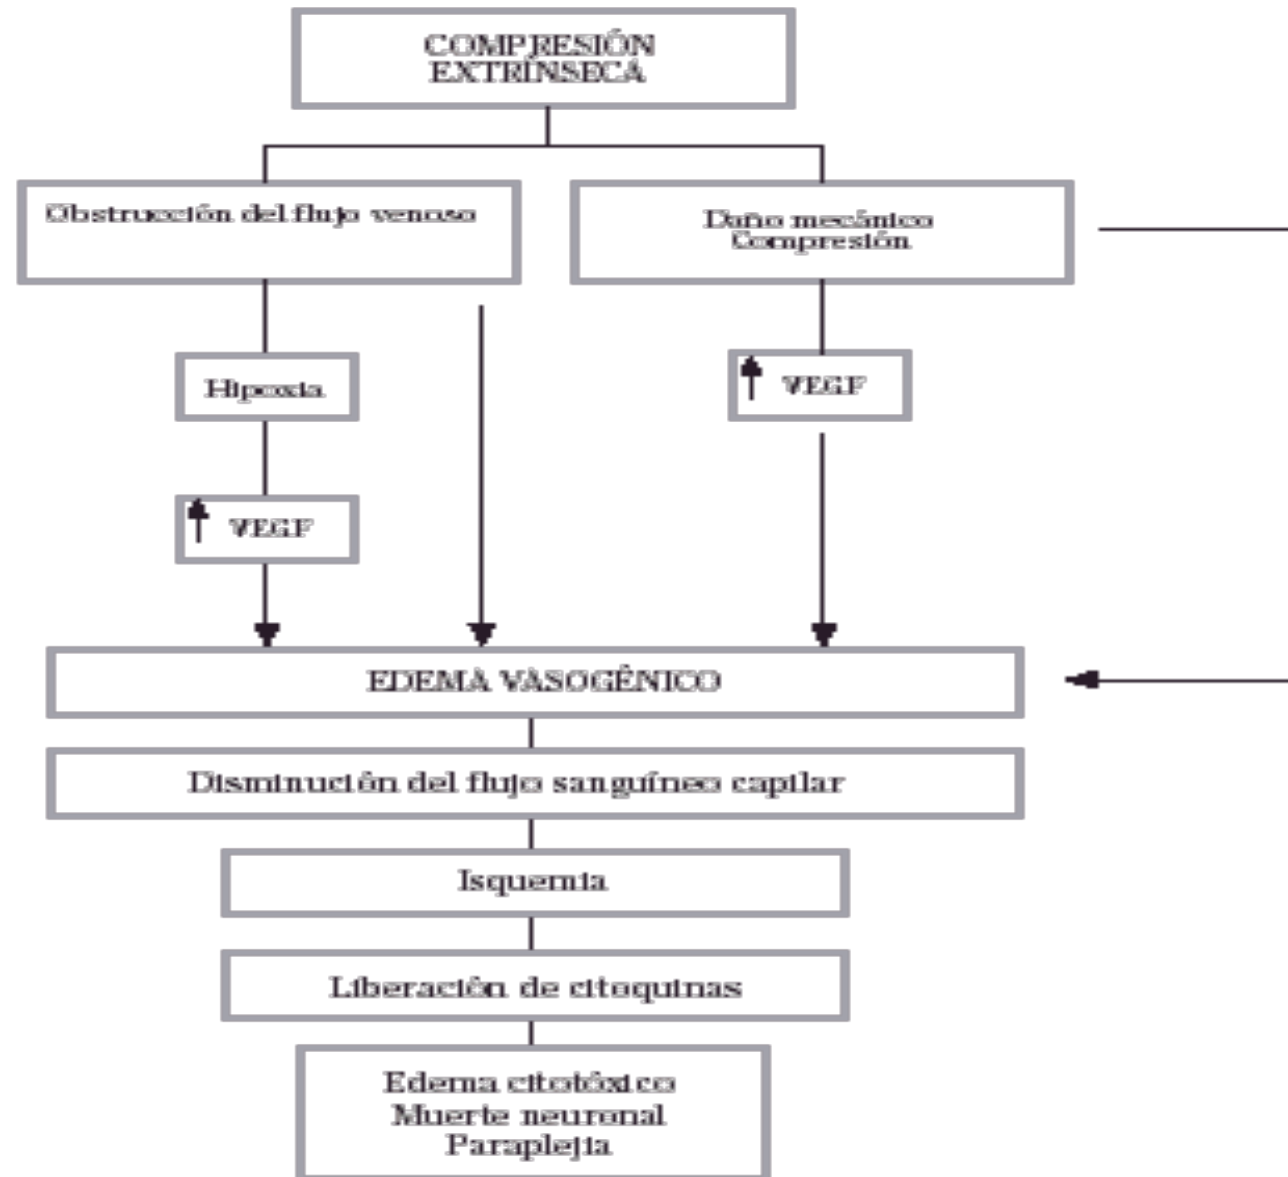 COMPRESIÓN
EXTRÍNSECA
Obstrucción del flujo venoso
Daño mecánico
Compresión
Hipoxia
VEGF
VEGF
EDEMA VASOGÉNICO
Disminución del flujo sanguíneo capilar
Isquemia
Liberación de citoquinas
Edema citotóxico
Muerte neuronal
Paraplejia